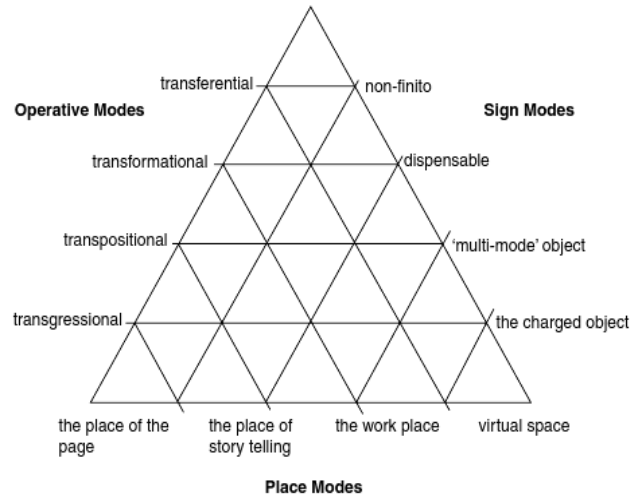 transferential
non-finito
Operative Modes
Sign Modes
transformational
dispensable
transpositional
'multi-mode' object
transgressional
the charged object
the place of the
page
the place of
story telling
the work place
virtual space
Place Modes